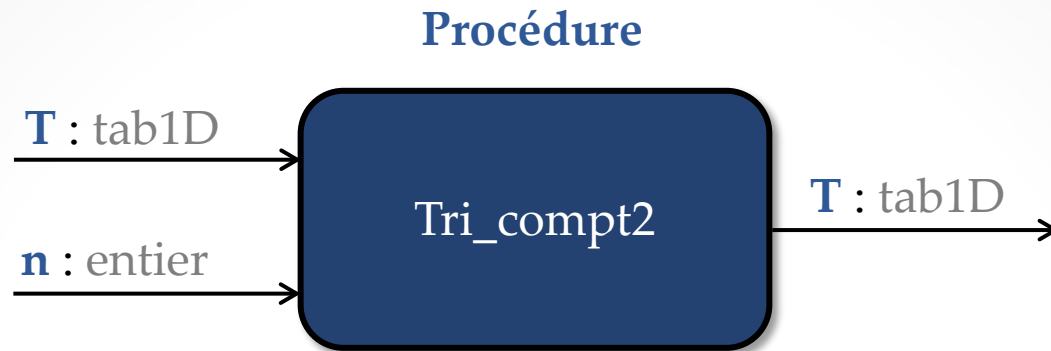 Procédure
T : tab1D
n : entier
Tri_compt2
T : tab1D